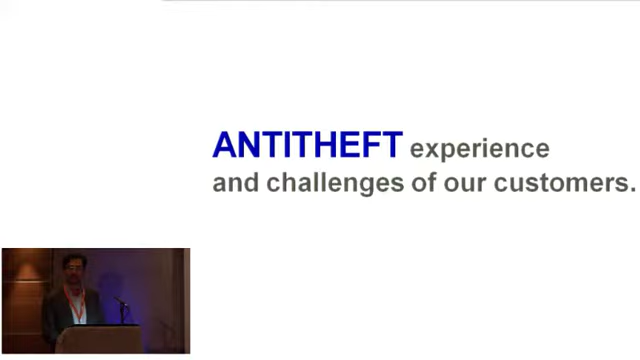 ANTITHEFT experience
and challenges of our customers.